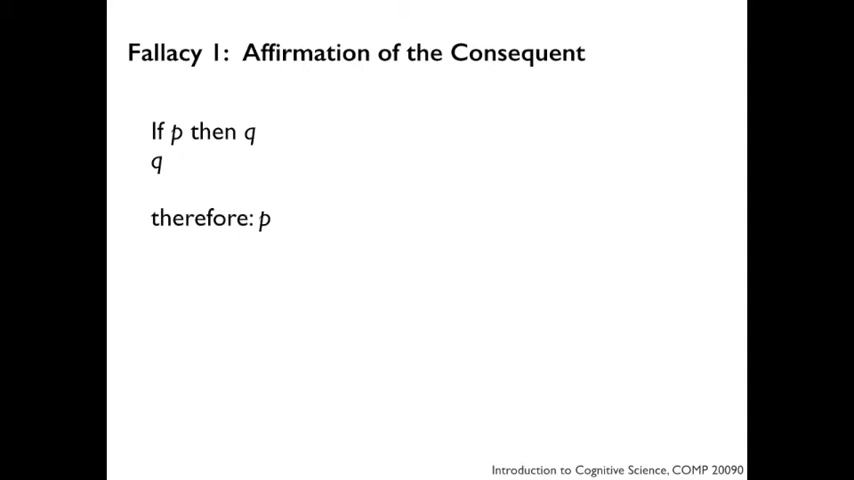 Fallacy 1: Affirmation of the Consequent
If p then q
q
therefore: p
Introduction to Cognitive Science, COMP 20090